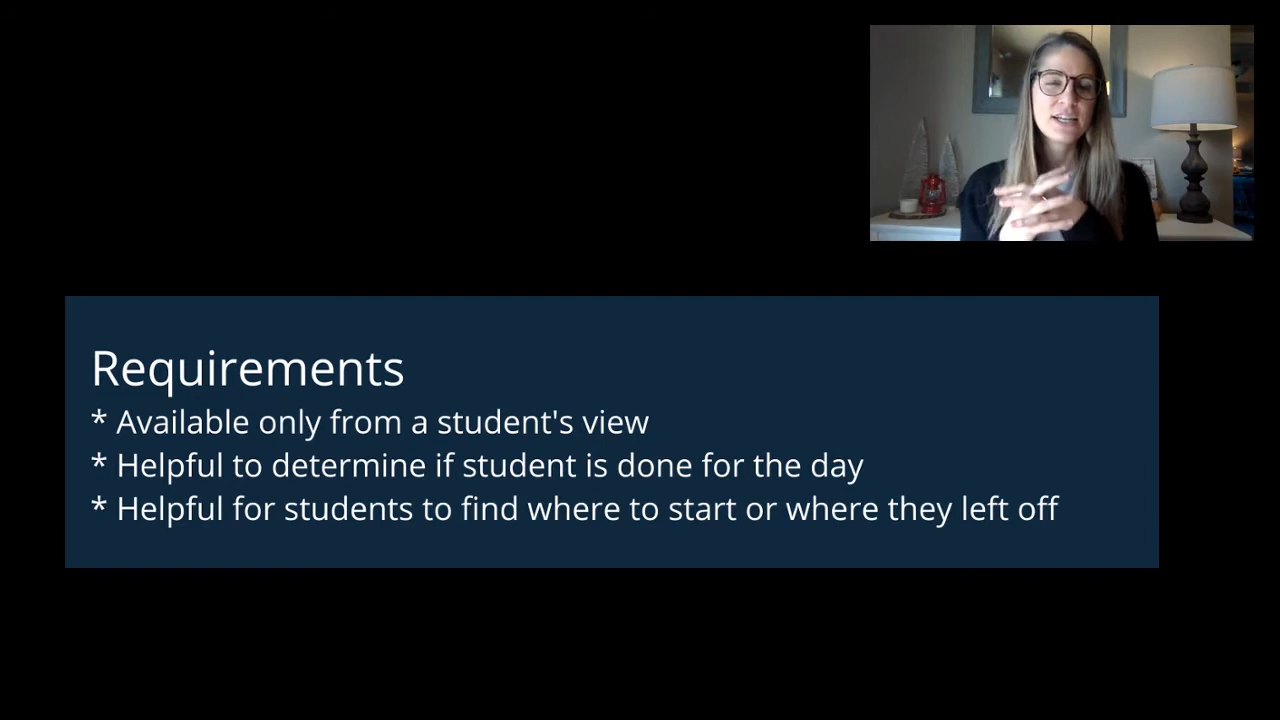 Requirements
* Available only from a student's view
* Helpful to determine if student is done for the day
* Helpful for students to find where to start or where they left off